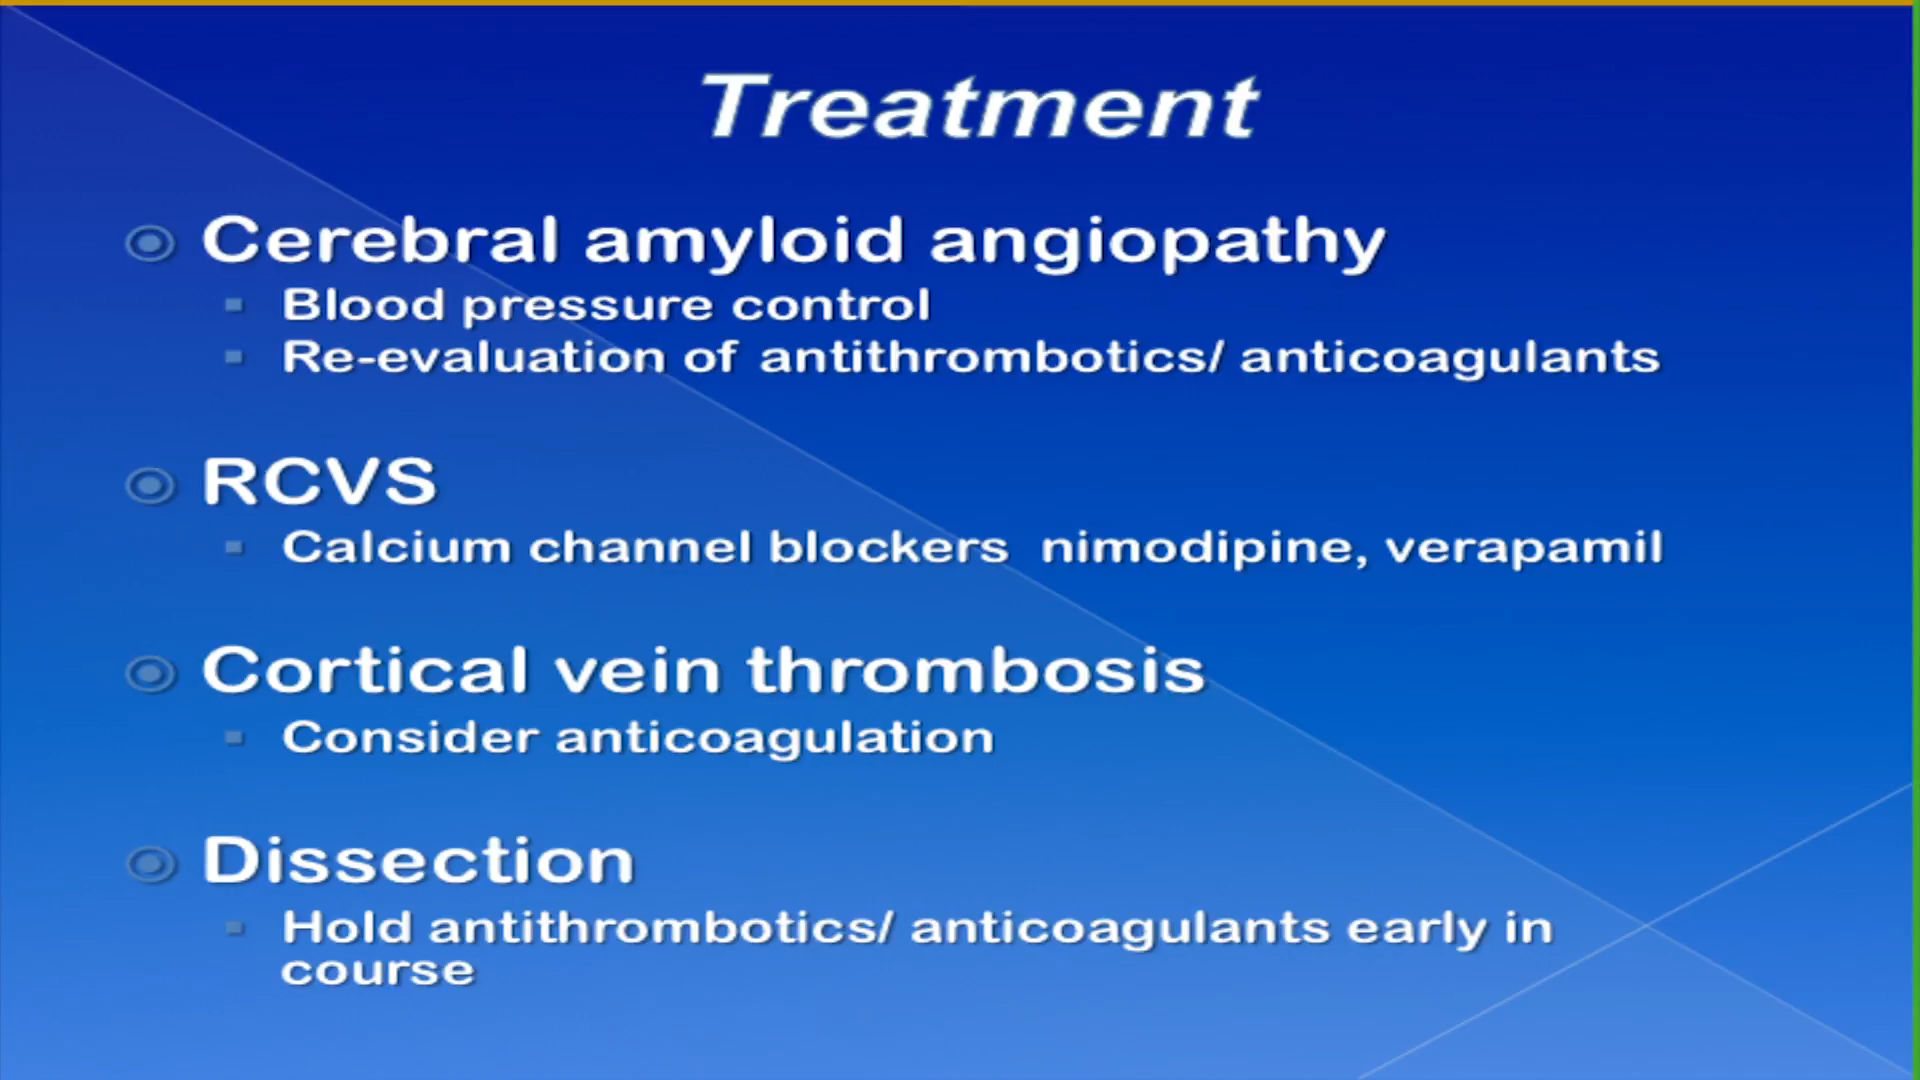 Treatment
Cerebral amyloid angiopathy
Blood pressure control
Re-evaluation of antithrombotics/ anticoagulants
RCVS
Calcium channel blockers  nimodipine, verapamil
Cortical vein thrombosis
Consider anticoagulation
Dissection
Hold antithrombotics/ anticoagulants early in
course